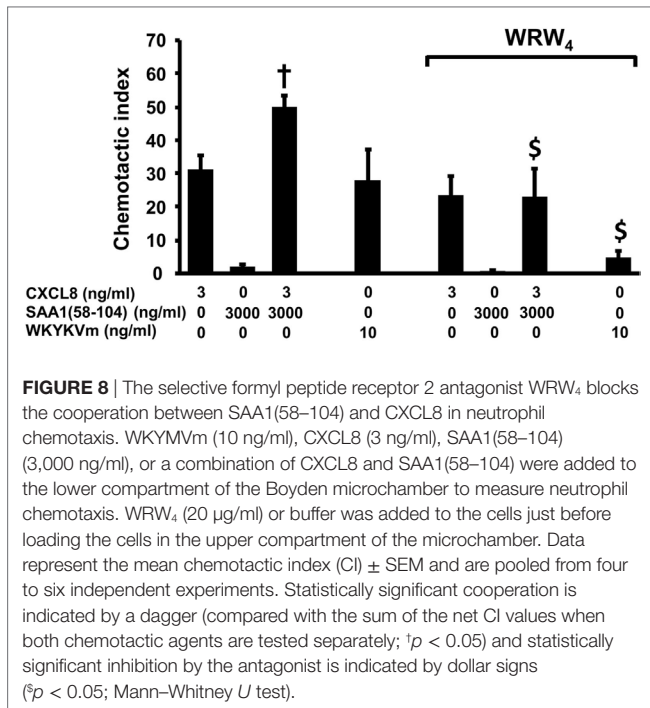 WRW₄
70
60
50
40
30
20
10
0
Chemotactic index
†
$
$
CXCL8 (ng/ml) 3 0 3 0 3 0 3 0
SAA1(58-104) (ng/ml) 0 3000 3000 0 0 3000 3000 0
WKYKVm (ng/ml) 0 0 0 10 0 0 0 10
FIGURE 8 | The selective formyl peptide receptor 2 antagonist WRW₄ blocks
the cooperation between SAA1(58–104) and CXCL8 in neutrophil
chemotaxis. WKYMVm (10 ng/ml), CXCL8 (3 ng/ml), SAA1(58–104)
(3,000 ng/ml), or a combination of CXCL8 and SAA1(58–104) were added to
the lower compartment of the Boyden microchamber to measure neutrophil
chemotaxis. WRW₄ (20 µg/ml) or buffer was added to the cells just before
loading the cells in the upper compartment of the microchamber. Data
represent the mean chemotactic index (CI) ± SEM and are pooled from four
to six independent experiments. Statistically significant cooperation is
indicated by a dagger (compared with the sum of the net CI values when
both chemotactic agents are tested separately; †p < 0.05) and statistically
significant inhibition by the antagonist is indicated by dollar signs
($p < 0.05; Mann–Whitney U test).